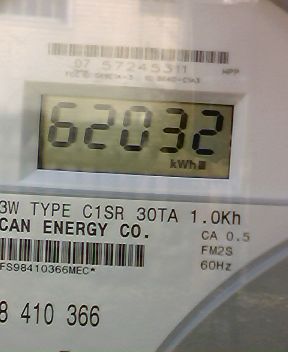 07 57245311
62032
kWh
3W TYPE C1SR 30TA 1.0Kh
CAN ENERGY CO.
CA 0.5
FM2S
60Hz
FS98410366MEC*
8 410 366